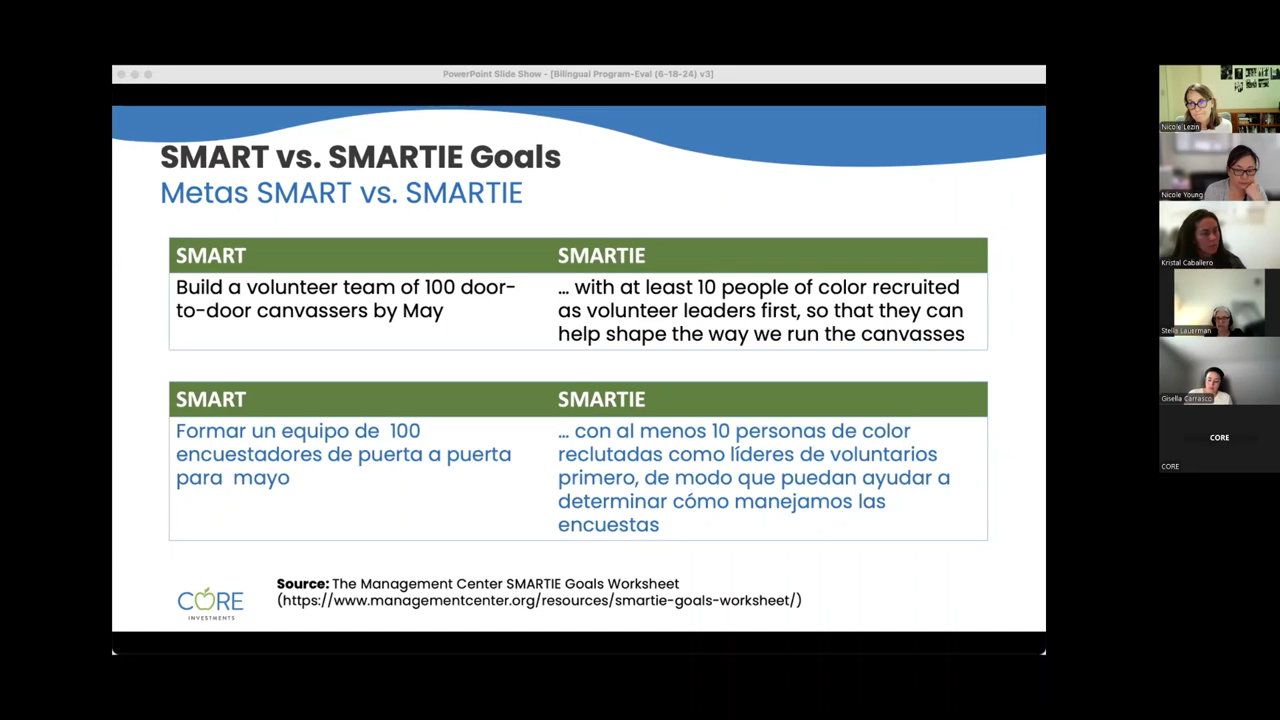 PowerPoint Slide Show - [Bilingual Program-Eval (6-18-24) v3]
SMART vs. SMARTIE Goals
Metas SMART vs. SMARTIE
SMART
SMARTIE
Build a volunteer team of 100 door-
to-door canvassers by May
... with at least 10 people of color recruited
as volunteer leaders first, so that they can
help shape the way we run the canvasses
SMART
SMARTIE
Formar un equipo de 100
encuestadores de puerta a puerta
para mayo
... con al menos 10 personas de color
reclutadas como líderes de voluntarios
primero, de modo que puedan ayudar a
determinar cómo manejamos las
encuestas
CORE
INVESTMENTS
Source: The Management Center SMARTIE Goals Worksheet
(https://www.managementcenter.org/resources/smartie-goals-worksheet/)
Nicole Lezin
Nicole Young
Kristal Caballero
Stella Lauerman
Gisella Carrasco
CORE
CORE